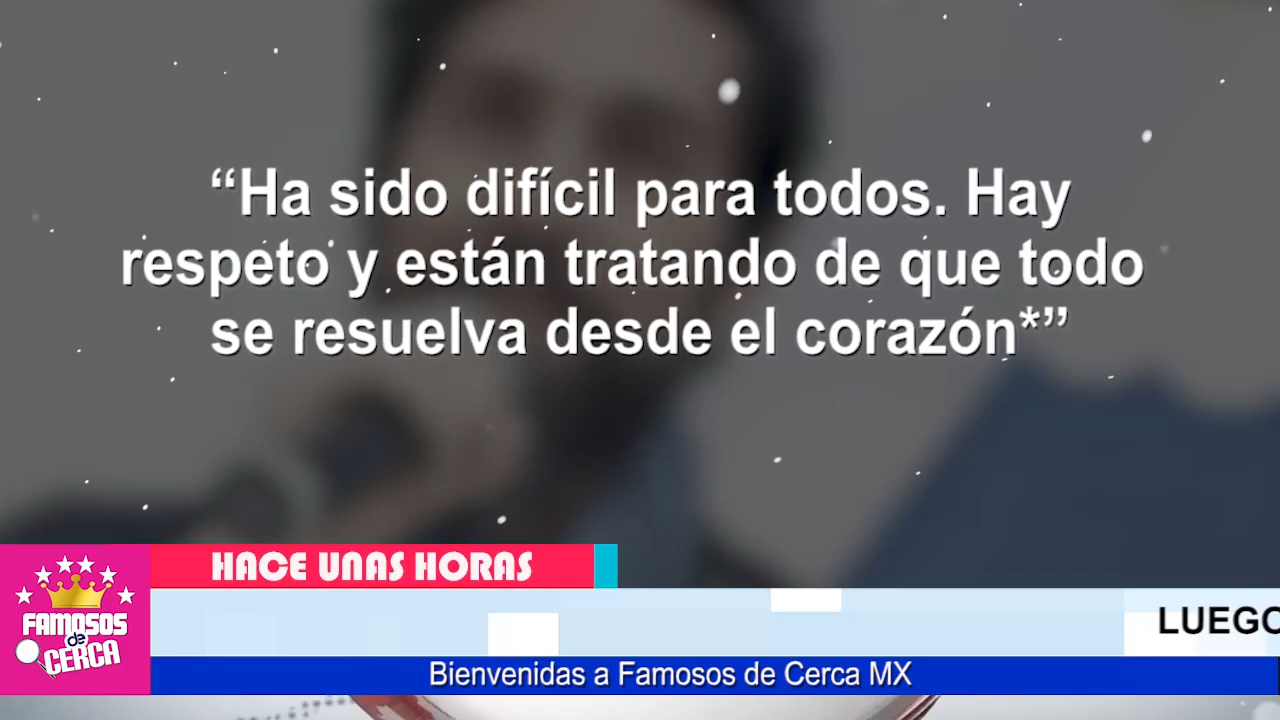 “Ha sido difícil para todos. Hay
respeto y están tratando de que todo
se resuelva desde el corazón*”
HACE UNAS HORAS
FAMOSOS
de
CERCA
LUEGO
Bienvenidas a Famosos de Cerca MX